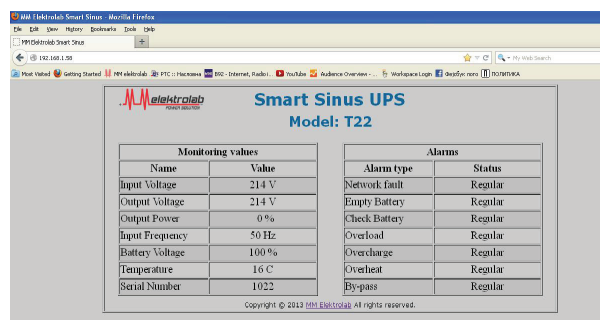 MM Elektrolab Smart Sinus - Mozilla Firefox
File Edit View History Bookmarks Tools Help
MM Elektrolab Smart Sinus +
192.168.1.58 My Web Search
Most Visited Getting Started MM elektrolab PTC :: Насловна B92 - Internet, Radio i... YouTube Audience Overview - ... Workspace Login Фејсбук лого ПОЛИТИКА
MM elektrolab
POWER SOLUTION
Smart Sinus UPS
Model: T22
Monitoring values
Name Value
Input Voltage 214 V
Output Voltage 214 V
Output Power 0 %
Input Frequency 50 Hz
Battery Voltage 100 %
Temperature 16 C
Serial Number 1022
Alarms
Alarm type Status
Network fault Regular
Empty Battery Regular
Check Battery Regular
Overload Regular
Overcharge Regular
Overheat Regular
By-pass Regular
Copyright © 2013 MM Elektrolab All rights reserved.